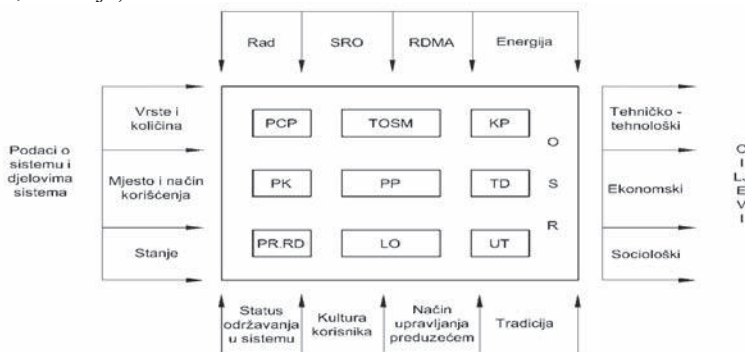 Rad SRO RDMA Energija
Vrste i
količina
PCP TOSM KP
Tehničko -
tehnološki
Podaci o
sistemu i
djelovima
sistema
Mjesto i način
korišćenja
PK PP TD
Ekonomski
Stanje
PR.RD LO UT
Sociološki
O
S
R
C
I
LJ
E
V
I
Status
održavanja
u sistemu
Kultura
korisnika
Način
upravljanja
preduzećem
Tradicija